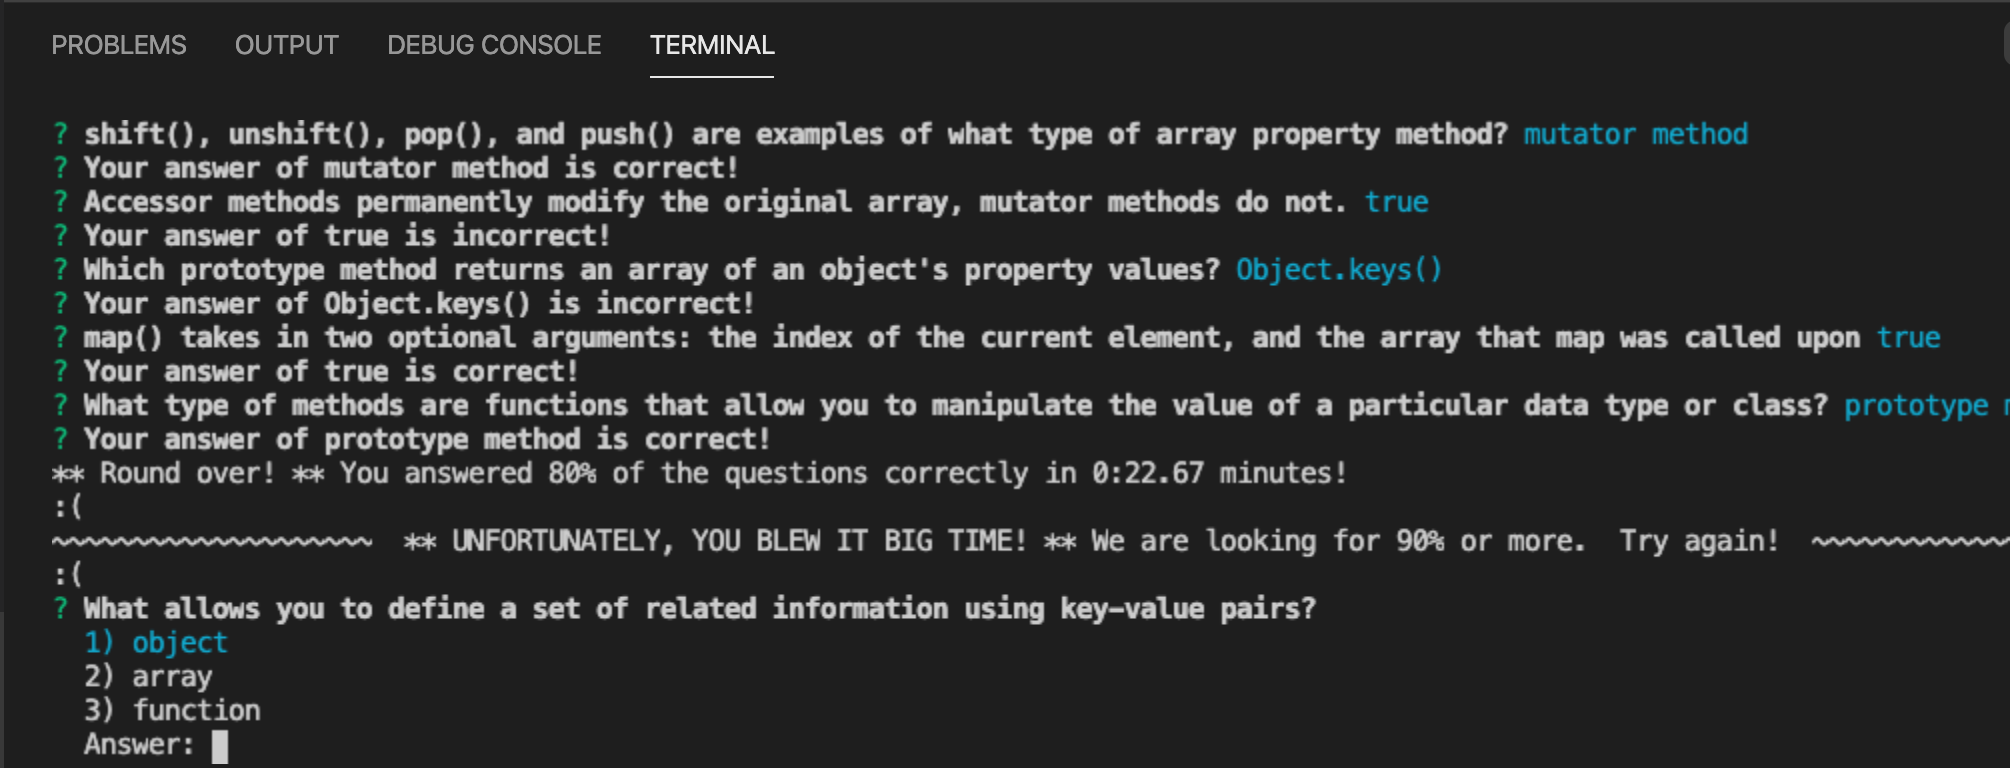 PROBLEMS OUTPUT DEBUG CONSOLE TERMINAL
? shift(), unshift(), pop(), and push() are examples of what type of array property method? mutator method
? Your answer of mutator method is correct!
? Accessor methods permanently modify the original array, mutator methods do not. true
? Your answer of true is incorrect!
? Which prototype method returns an array of an object's property values? Object.keys()
? Your answer of Object.keys() is incorrect!
? map() takes in two optional arguments: the index of the current element, and the array that map was called upon true
? Your answer of true is correct!
? What type of methods are functions that allow you to manipulate the value of a particular data type or class? prototype
? Your answer of prototype method is correct!
** Round over! ** You answered 80% of the questions correctly in 0:22.67 minutes!
:(
~~~~~~~~~~~~~~~~~~~~ ** UNFORTUNATELY, YOU BLEW IT BIG TIME! ** We are looking for 90% or more. Try again! ~~~~~~~~~~~~~
:(
? What allows you to define a set of related information using key-value pairs?
1) object
2) array
3) function
Answer: